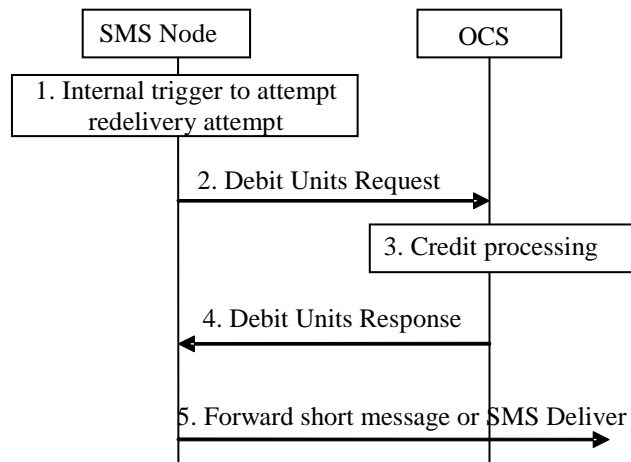 SMS Node
OCS
1. Internal trigger to attempt
redelivery attempt
2. Debit Units Request
3. Credit processing
4. Debit Units Response
5. Forward short message or SMS Deliver